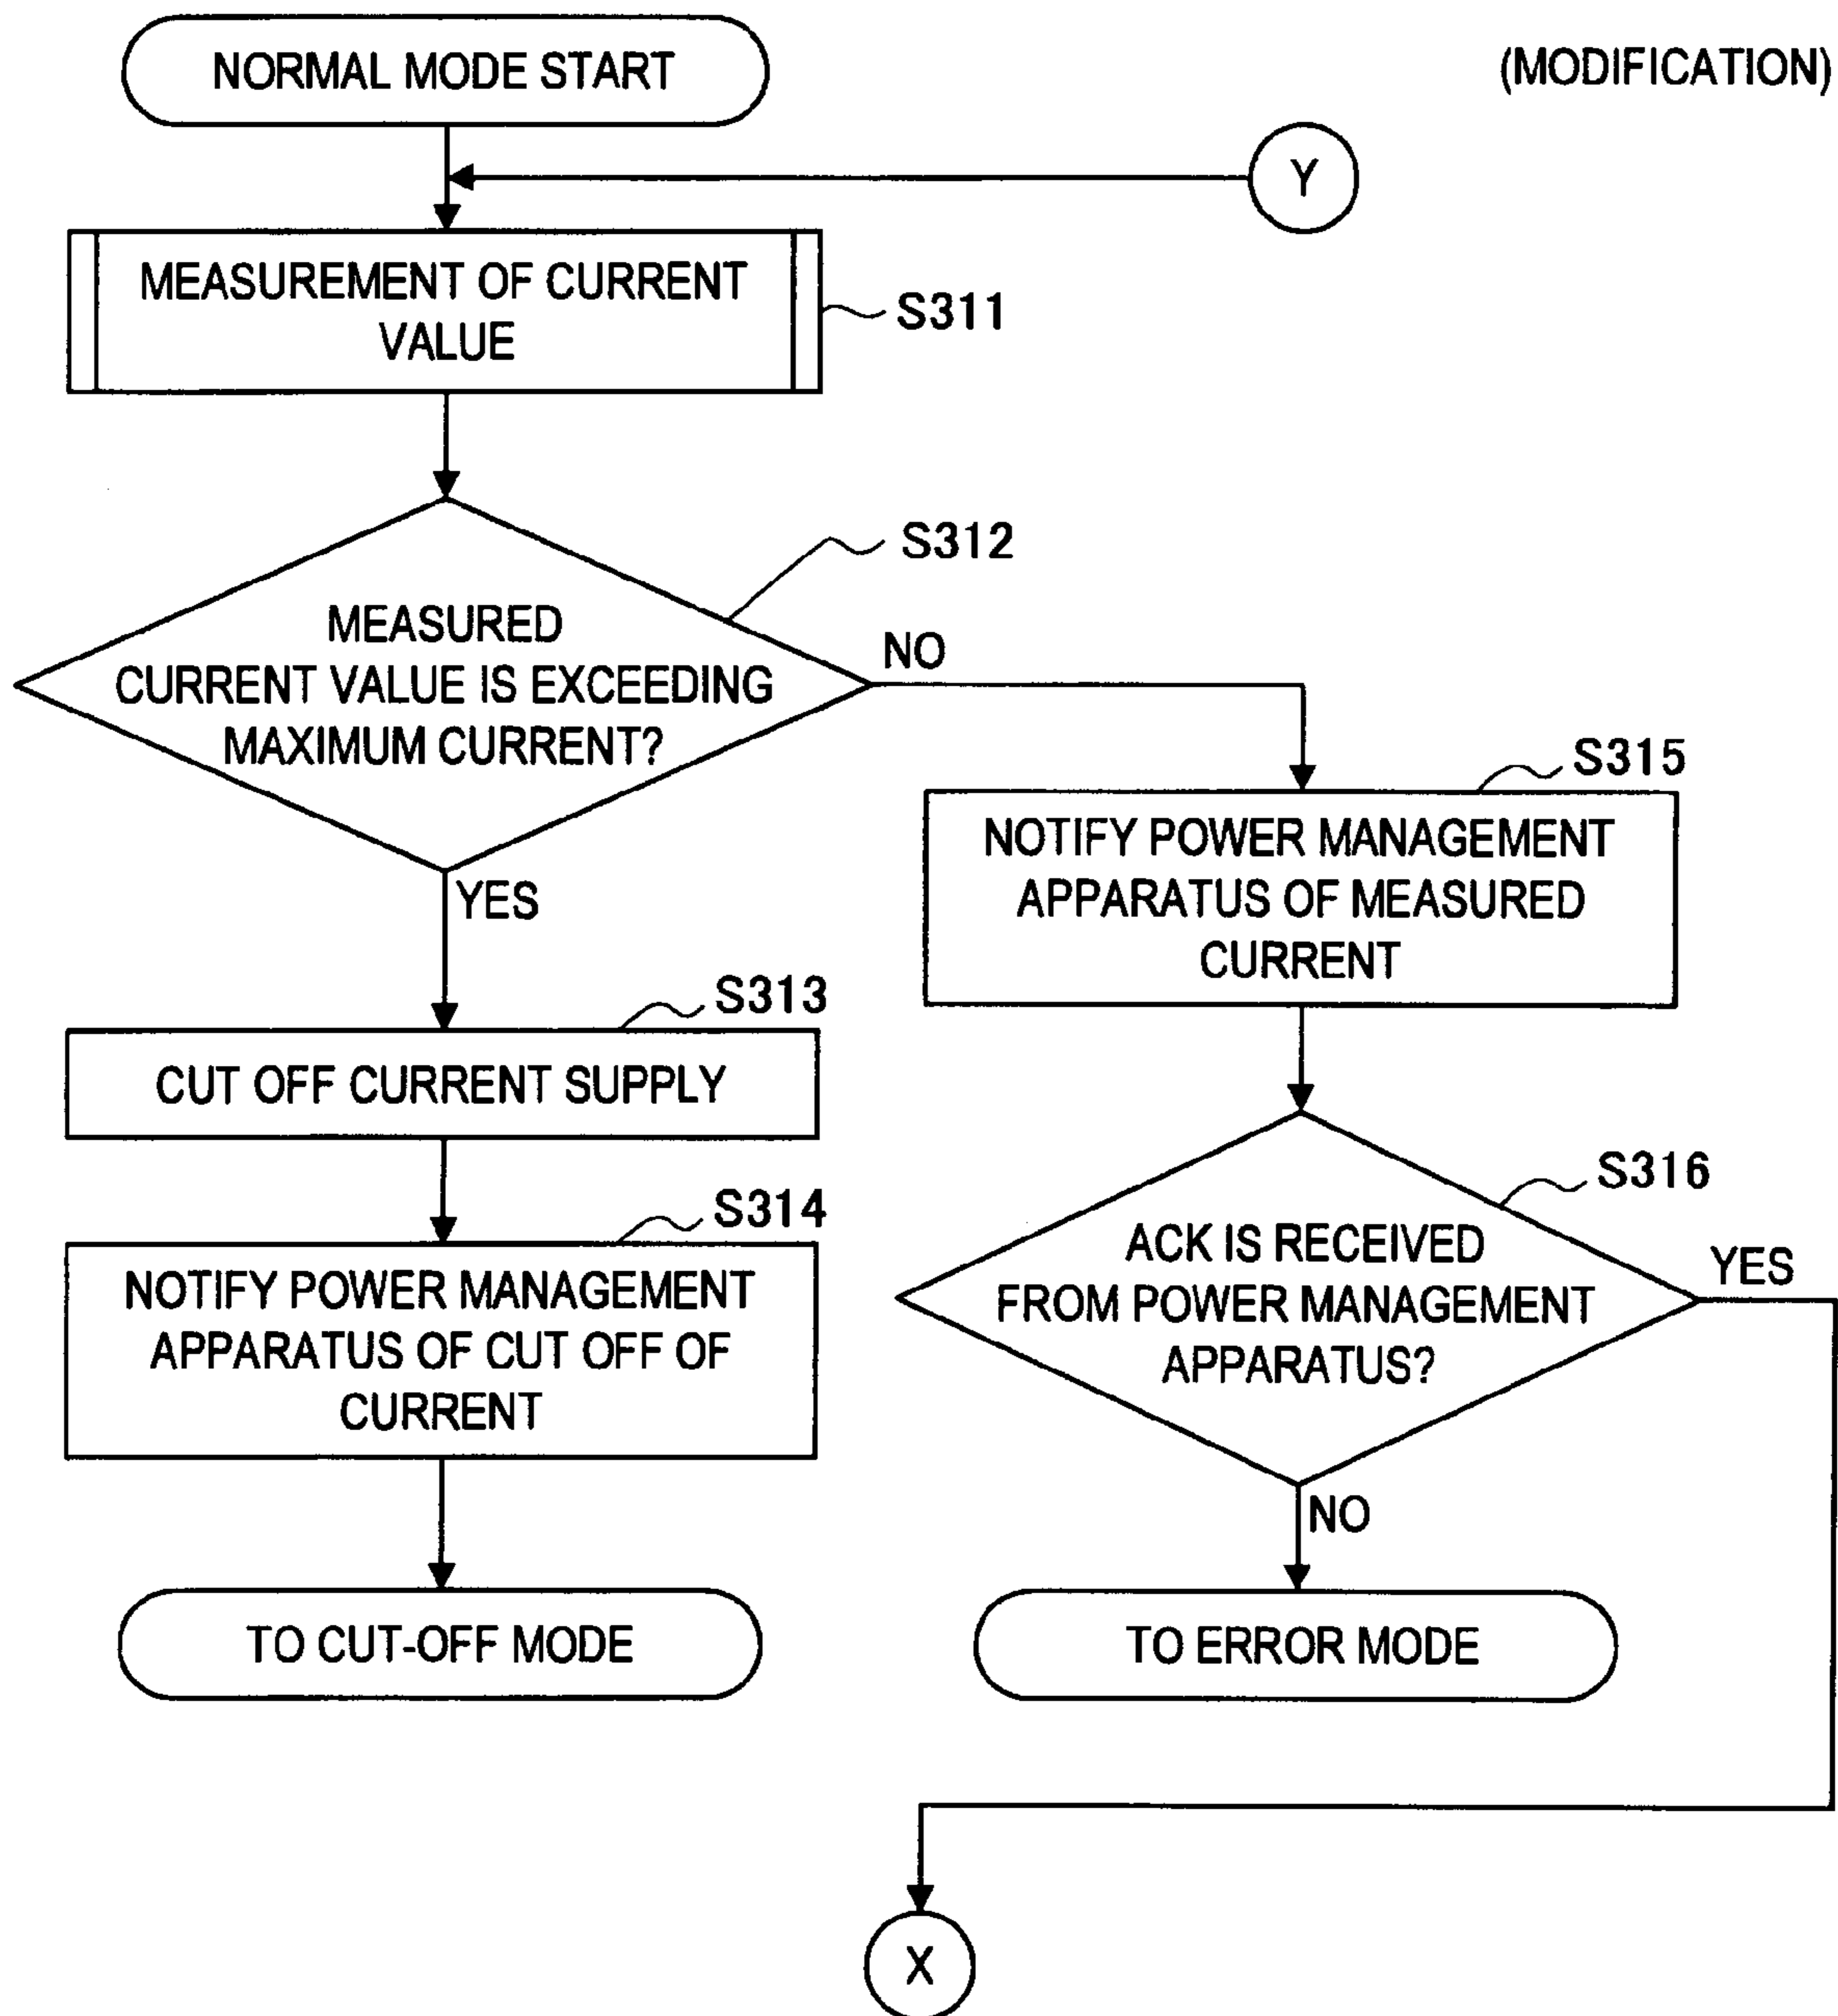 NORMAL MODE START
(MODIFICATION)
Y
MEASUREMENT OF CURRENT
VALUE
S311
S312
MEASURED
CURRENT VALUE IS EXCEEDING
MAXIMUM CURRENT?
NO
YES
S313
CUT OFF CURRENT SUPPLY
S314
NOTIFY POWER MANAGEMENT
APPARATUS OF CUT OFF OF
CURRENT
TO CUT-OFF MODE
S315
NOTIFY POWER MANAGEMENT
APPARATUS OF MEASURED
CURRENT
S316
ACK IS RECEIVED
FROM POWER MANAGEMENT
APPARATUS?
YES
NO
TO ERROR MODE
X